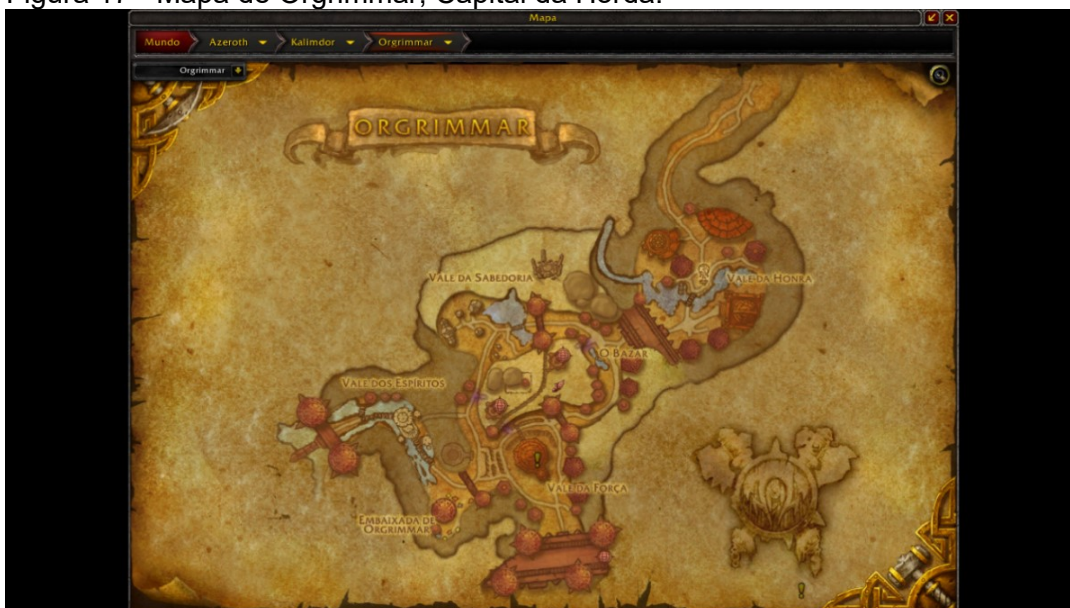 Figura 47 - Mapa de Orgrimmar, Capital da Horda.
Mapa
Mundo
Azeroth
Kalimdor
Orgrimmar
Orgrimmar
ORGRIMMAR
VALE DA SABEDORIA
VALE DA HONRA
O BAZAR
VALE DOS ESPÍRITOS
VALE DA FORÇA
EMBAIXADA DE
ORGRIMMAR